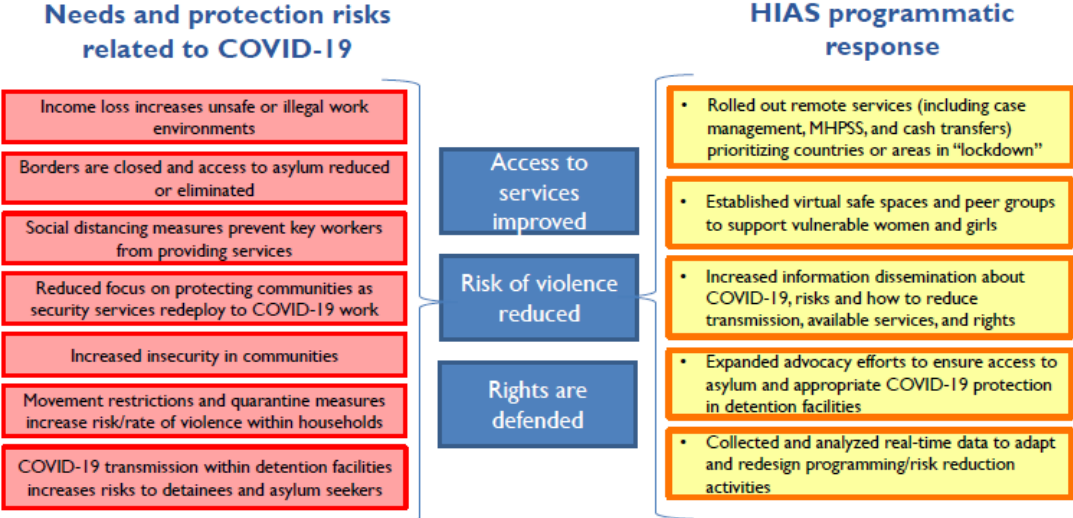 Needs and protection risks
related to COVID-19
Income loss increases unsafe or illegal work
environments
Borders are closed and access to asylum reduced
or eliminated
Social distancing measures prevent key workers
from providing services
Reduced focus on protecting communities as
security services redeploy to COVID-19 work
Increased insecurity in communities
Movement restrictions and quarantine measures
increase risk/rate of violence within households
COVID-19 transmission within detention facilities
increases risks to detainees and asylum seekers
Access to
services
improved
Risk of violence
reduced
Rights are
defended
HIAS programmatic
response
• Rolled out remote services (including case
management, MHPSS, and cash transfers)
prioritizing countries or areas in “lockdown”
• Established virtual safe spaces and peer groups
to support vulnerable women and girls
• Increased information dissemination about
COVID-19, risks and how to reduce
transmission, available services, and rights
• Expanded advocacy efforts to ensure access to
asylum and appropriate COVID-19 protection
in detention facilities
• Collected and analyzed real-time data to adapt
and redesign programming/risk reduction
activities